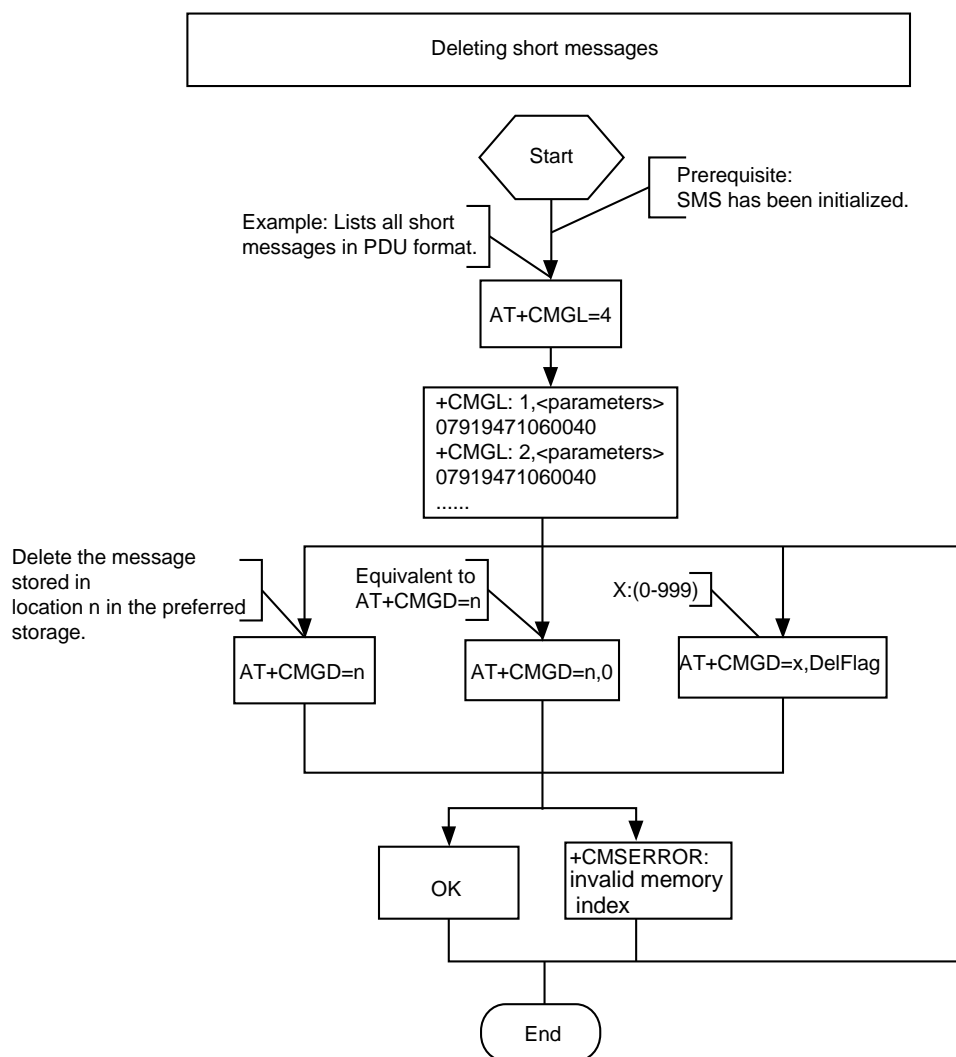 Deleting short messages
Start
Prerequisite:
SMS has been initialized.
Example: Lists all short
messages in PDU format.
AT+CMGL=4
+CMGL: 1,<parameters>
07919471060040
+CMGL: 2,<parameters>
07919471060040
......
Delete the message
stored in
location n in the preferred
storage.
Equivalent to
AT+CMGD=n
X:(0-999)
AT+CMGD=n
AT+CMGD=n,0
AT+CMGD=x,DelFlag
OK
+CMSERROR:
invalid memory
index
End